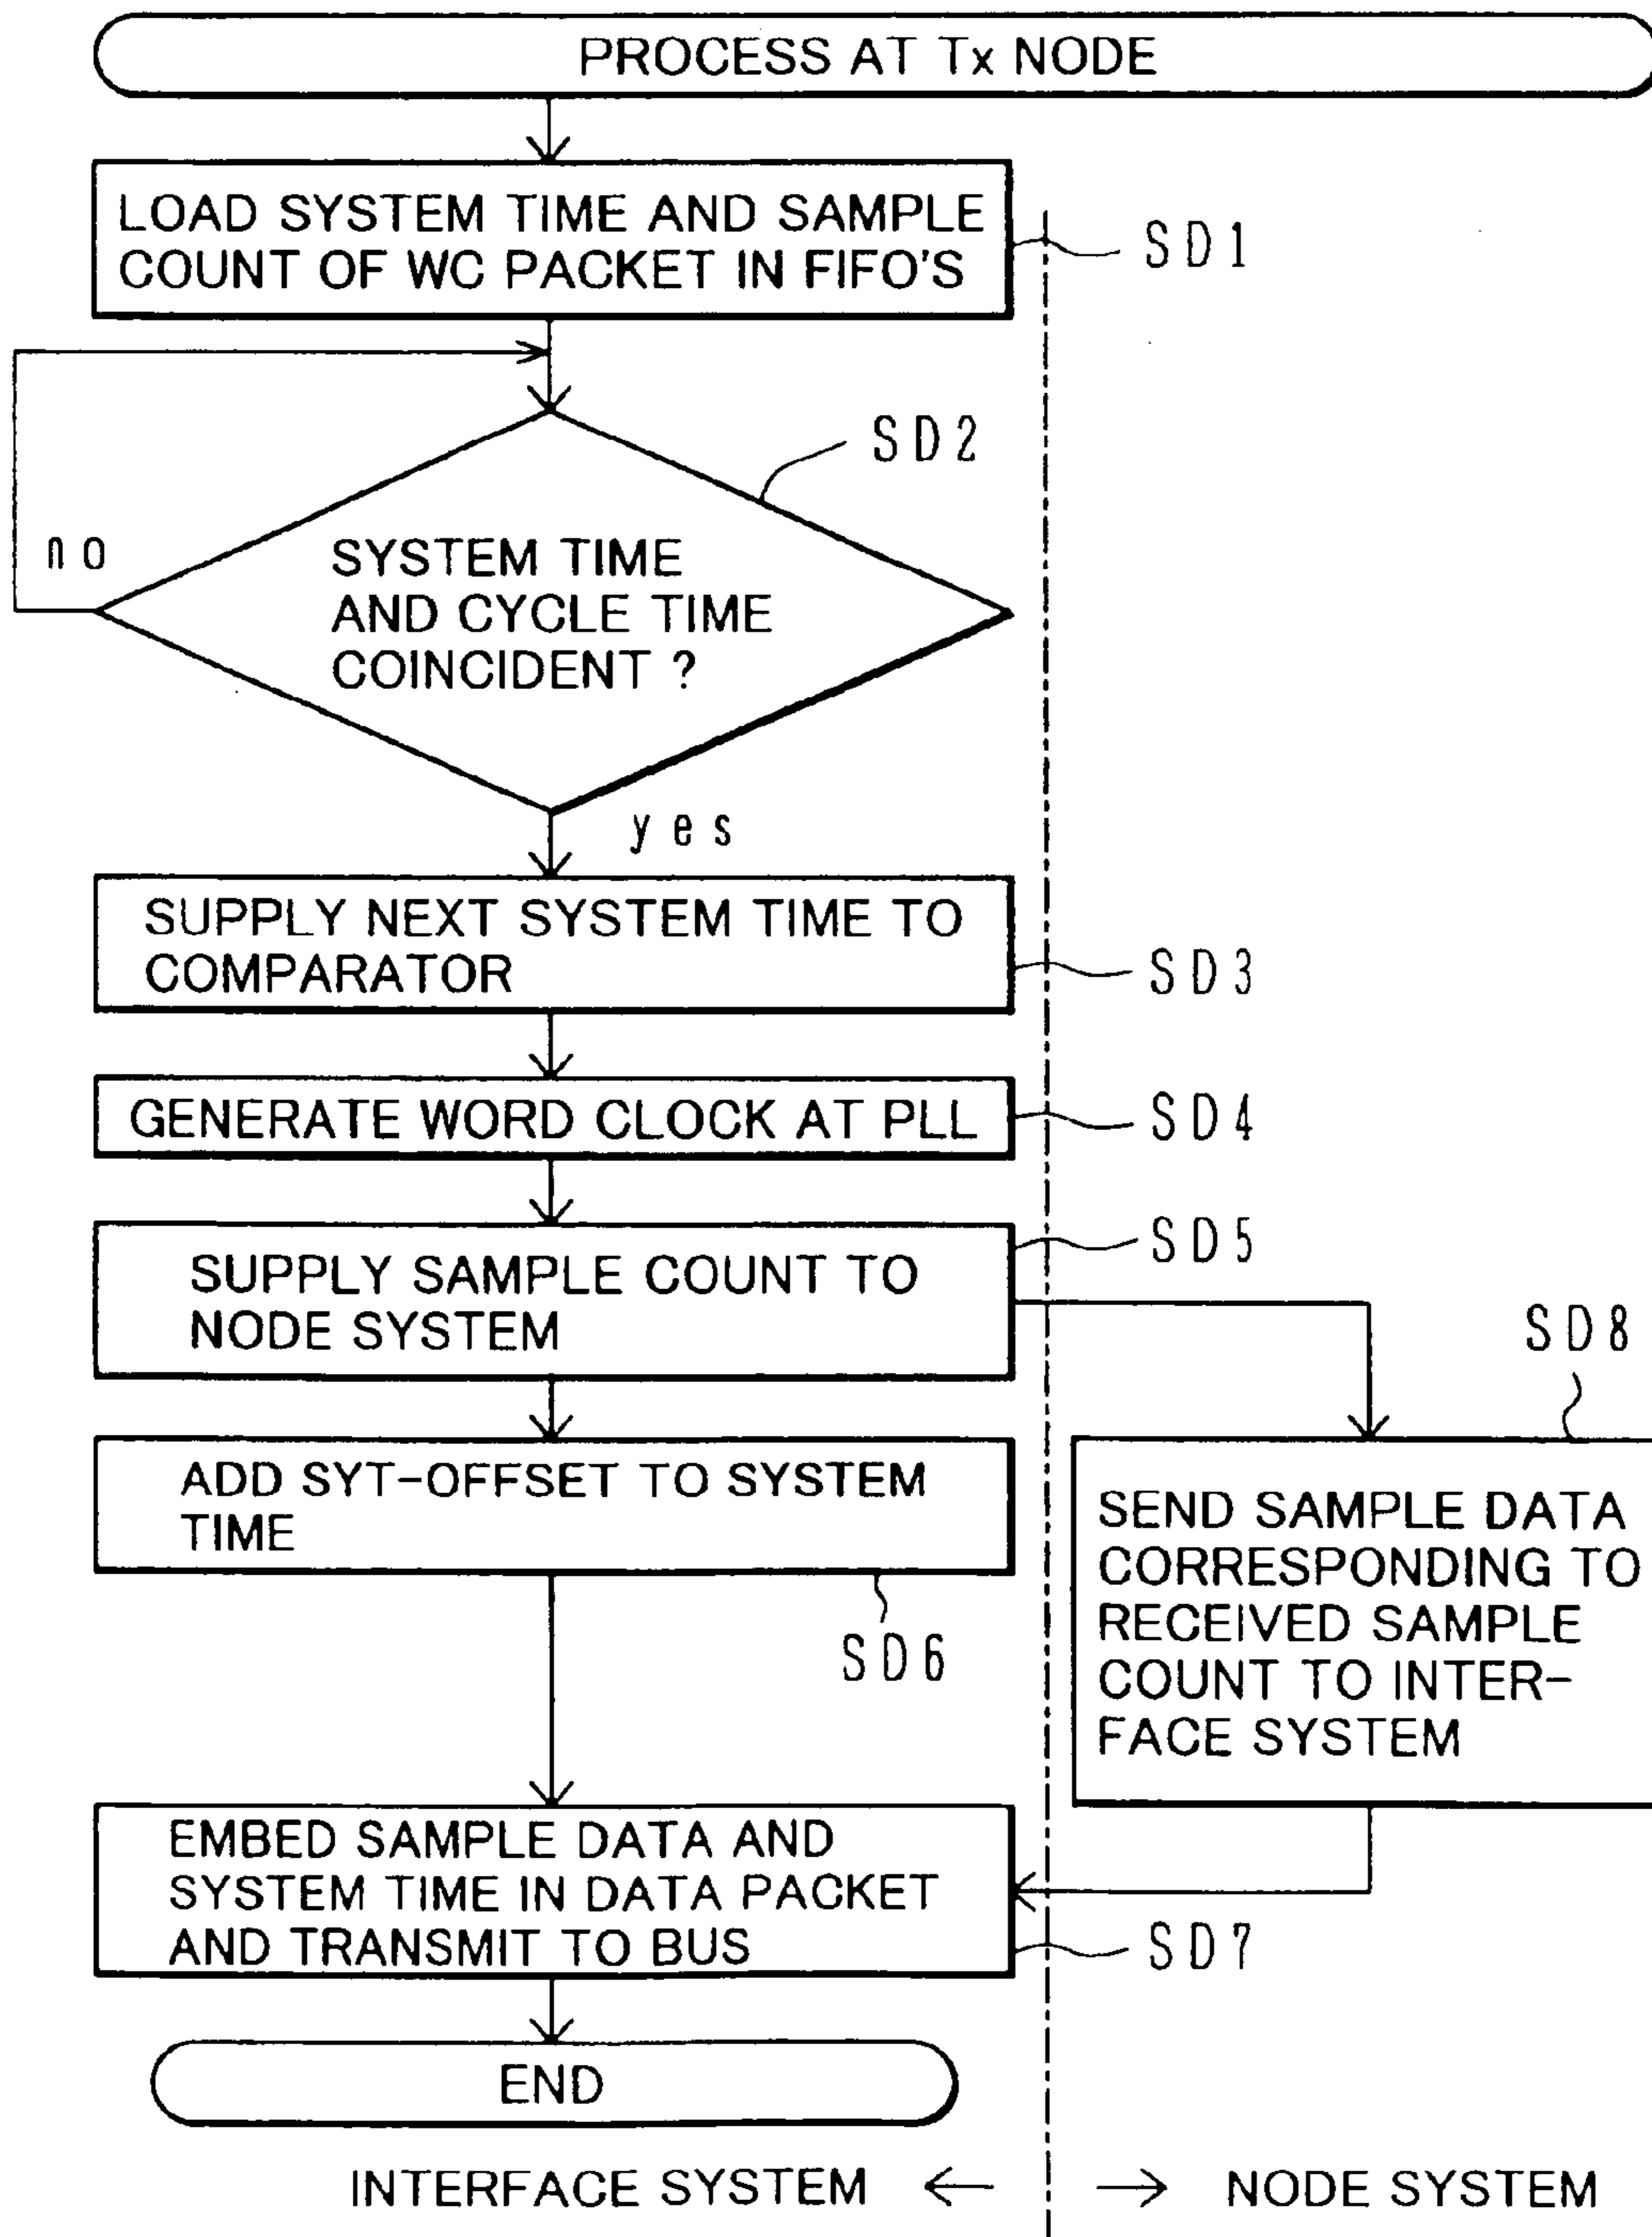 PROCESS AT Tx NODE
LOAD SYSTEM TIME AND SAMPLE
COUNT OF WC PACKET IN FIFO'S
SD1
SD2
no
SYSTEM TIME
AND CYCLE TIME
COINCIDENT ?
yes
SUPPLY NEXT SYSTEM TIME TO
COMPARATOR
SD3
GENERATE WORD CLOCK AT PLL
SD4
SUPPLY SAMPLE COUNT TO
NODE SYSTEM
SD5
SD8
ADD SYT-OFFSET TO SYSTEM
TIME
SD6
SEND SAMPLE DATA
CORRESPONDING TO
RECEIVED SAMPLE
COUNT TO INTER-
FACE SYSTEM
EMBED SAMPLE DATA AND
SYSTEM TIME IN DATA PACKET
AND TRANSMIT TO BUS
SD7
END
INTERFACE SYSTEM ← → NODE SYSTEM